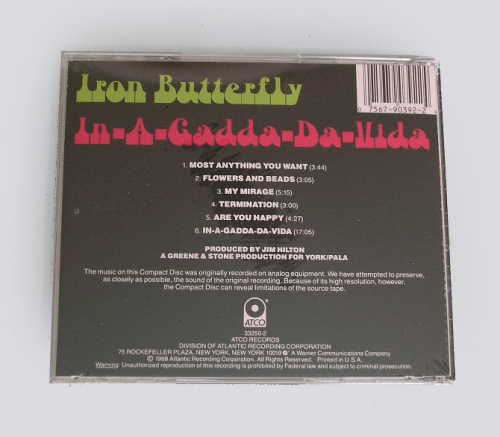 Iron Butterfly
In-A-Gadda-Da-Vida
0 7567-90392-2
1. MOST ANYTHING YOU WANT (3:44)
2. FLOWERS AND BEADS (3:05)
3. MY MIRAGE (5:15)
4. TERMINATION (3:00)
5. ARE YOU HAPPY (4:27)
6. IN-A-GADDA-DA-VIDA (17:05)
PRODUCED BY JIM HILTON
A GREENE & STONE PRODUCTION FOR YORK/PALA
The music on this Compact Disc was originally recorded on analog equipment. We have attempted to preserve,
as closely as possible, the sound of the original recording. Because of its high resolution, however,
the Compact Disc can reveal limitations of the source tape.
ATCO
33250-2
ATCO RECORDS
DIVISION OF ATLANTIC RECORDING CORPORATION
75 ROCKEFELLER PLAZA, NEW YORK, NEW YORK 10019 A Warner Communications Company
© 1968 Atlantic Recording Corporation. All Rights Reserved. Printed in U.S.A.
Warning: Unauthorized reproduction of this recording is prohibited by Federal law and subject to criminal prosecution.